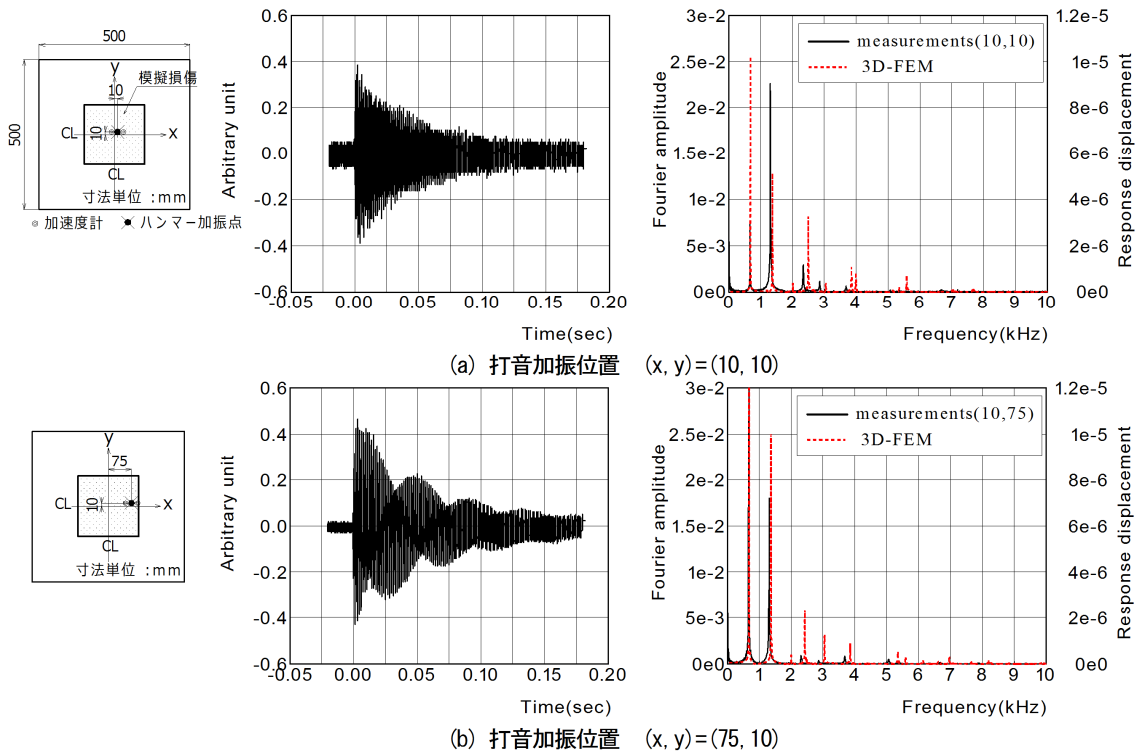 500
500
y
模擬損傷
10
CL
10
x
CL
寸法単位 :mm
加速度計 ハンマー加振点
Arbitrary unit
0.6
0.4
0.2
0.0
-0.2
-0.4
-0.6
-0.05 0.00 0.05 0.10 0.15 0.20
Time(sec)
Fourier amplitude
3e-2
2.5e-2
2e-2
1.5e-2
1e-2
5e-3
0e0
measurements(10,10)
3D-FEM
1.2e-5
1e-5
8e-6
6e-6
4e-6
2e-6
0e0
Response displacement
0 1 2 3 4 5 6 7 8 9 10
Frequency(kHz)
(a) 打音加振位置 (x, y)=(10, 10)
y
75
CL
10
x
CL
寸法単位 :mm
Arbitrary unit
0.6
0.4
0.2
0.0
-0.2
-0.4
-0.6
-0.05 0.00 0.05 0.10 0.15 0.20
Time(sec)
Fourier amplitude
3e-2
2.5e-2
2e-2
1.5e-2
1e-2
5e-3
0e0
measurements(10,75)
3D-FEM
1.2e-5
1e-5
8e-6
6e-6
4e-6
2e-6
0e0
Response displacement
0 1 2 3 4 5 6 7 8 9 10
Frequency(kHz)
(b) 打音加振位置 (x, y)=(75, 10)